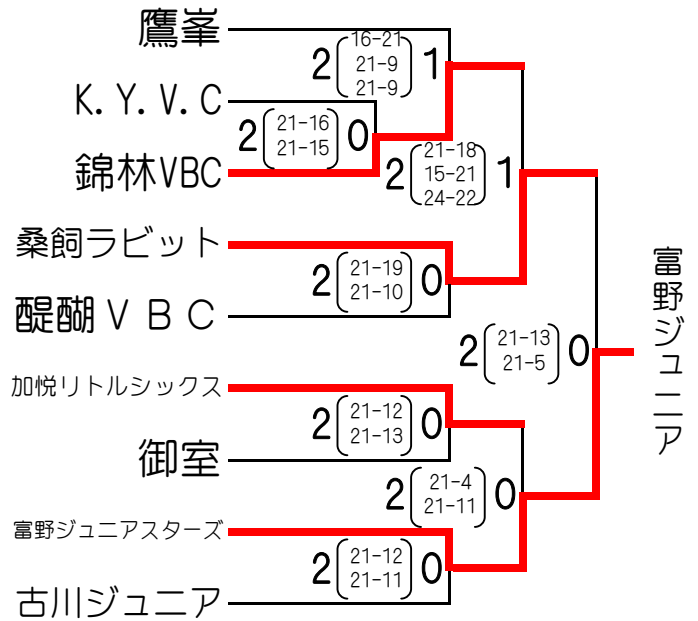 鷹峯
2 16-21 1
21-9
21-9
K.Y.V.C
2 21-16 0
21-15
錦林VBC
2 21-18 1
15-21
24-22
桑飼ラビット
2 21-19 0
21-10
醍醐VBC
2 21-13 0
21-5
富野ジュニア
加悦リトルシックス
2 21-12 0
21-13
御室
2 21-4 0
21-11
富野ジュニアスターズ
2 21-12 0
21-11
古川ジュニア